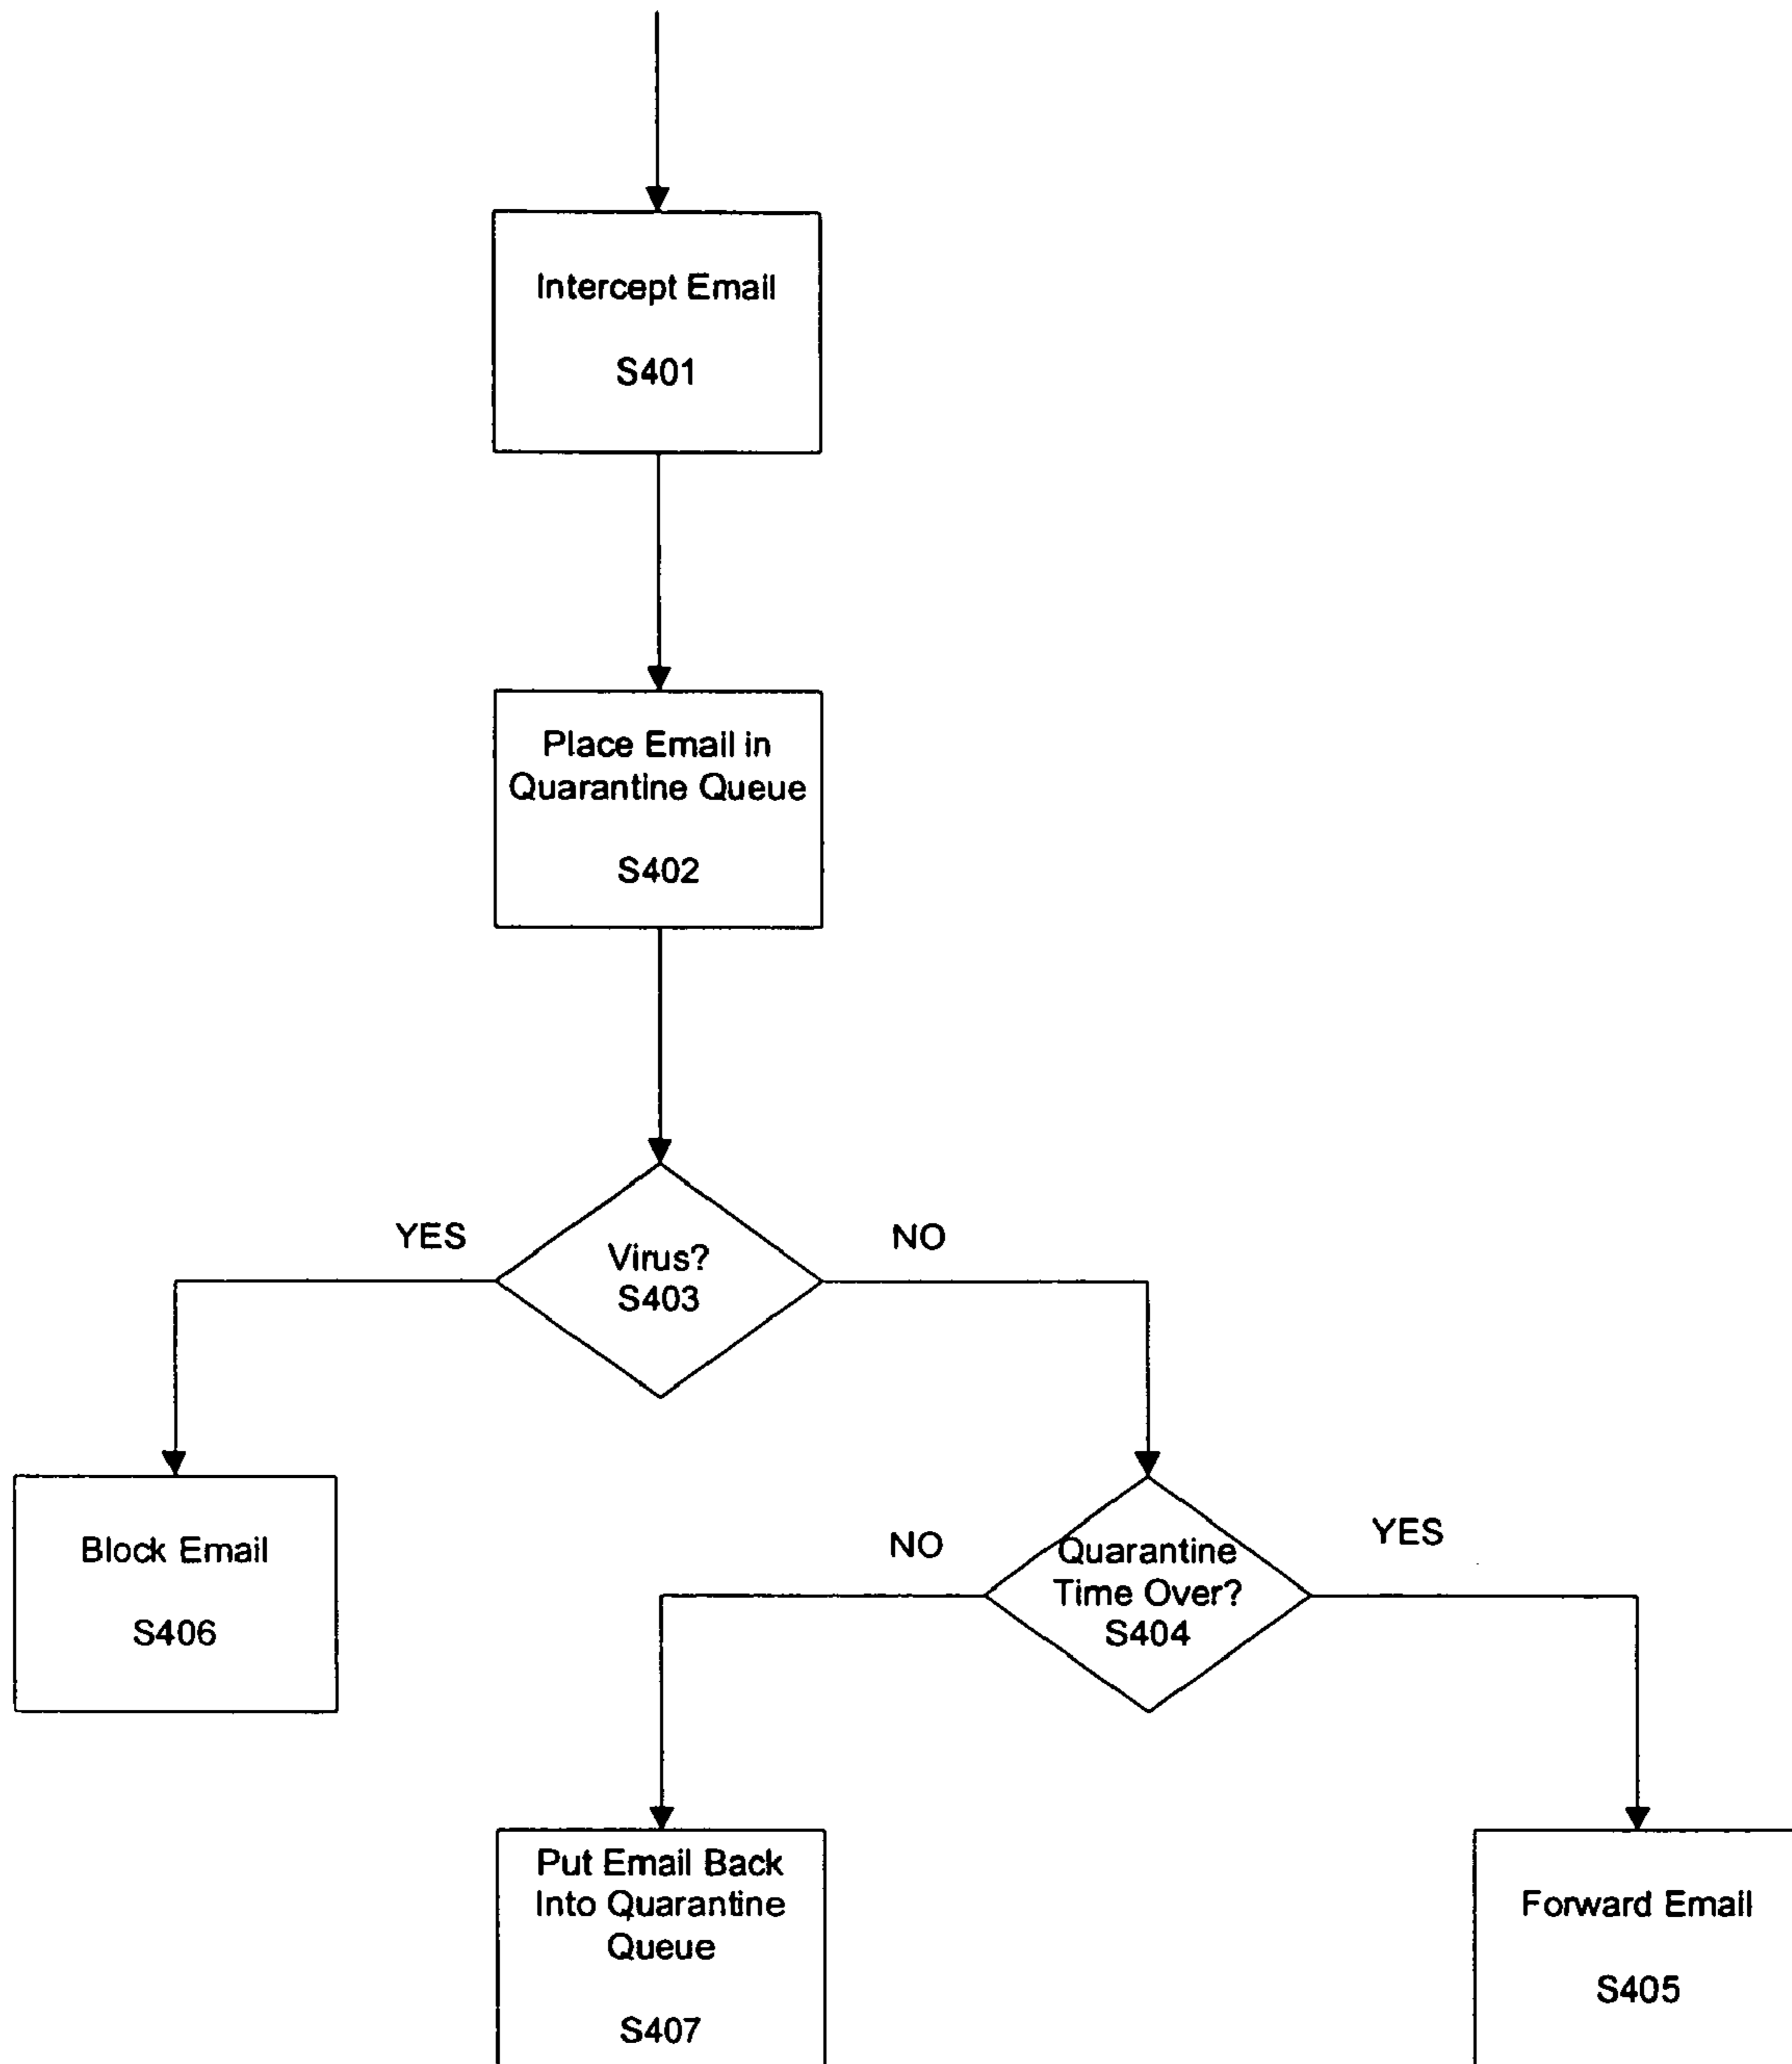 Intercept Email
S401
Place Email in
Quarantine Queue
S402
YES
NO
Virus?
S403
Block Email
S406
NO
YES
Quarantine
Time Over?
S404
Put Email Back
Into Quarantine
Queue
S407
Forward Email
S405